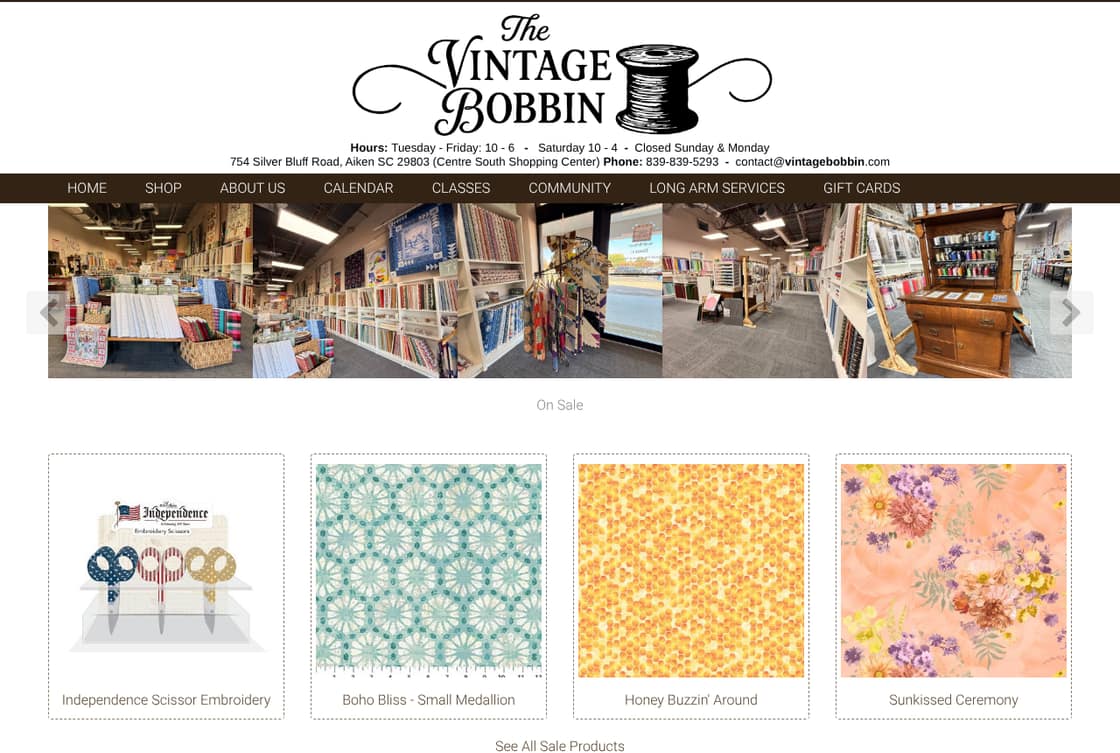 The
VINTAGE
BOBBIN
Hours: Tuesday - Friday: 10 - 6 - Saturday 10 - 4 - Closed Sunday & Monday
754 Silver Bluff Road, Aiken SC 29803 (Centre South Shopping Center) Phone: 839-839-5293 - contact@vintagebobbin.com
HOME SHOP ABOUT US CALENDAR CLASSES COMMUNITY LONG ARM SERVICES GIFT CARDS
On Sale
Independence
Embroidery Scissors
Independence Scissor Embroidery
Boho Bliss - Small Medallion
Honey Buzzin' Around
Sunkissed Ceremony
See All Sale Products